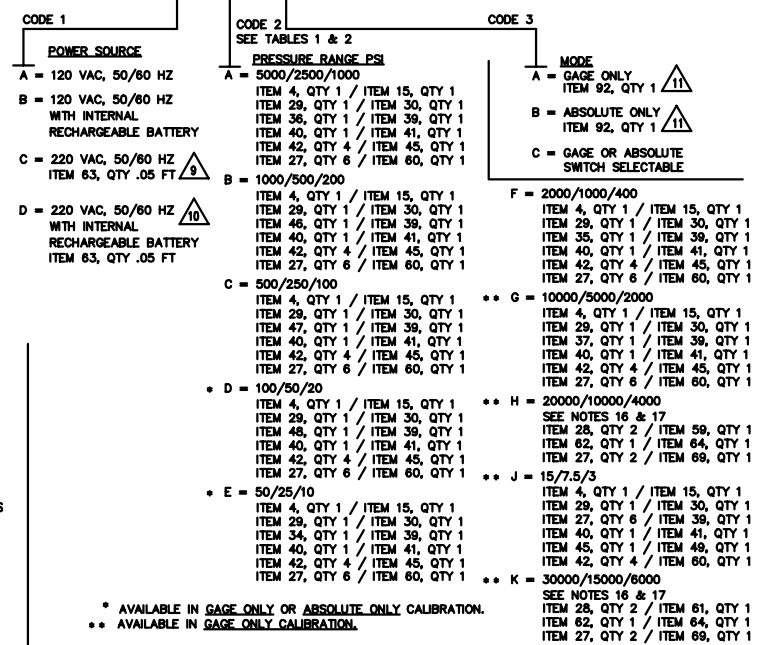 CODE 1
POWER SOURCE
A = 120 VAC, 50/60 HZ
B = 120 VAC, 50/60 HZ
WITH INTERNAL
RECHARGEABLE BATTERY
C = 220 VAC, 50/60 HZ
ITEM 63, QTY .05 FT 9
D = 220 VAC, 50/60 HZ 10
WITH INTERNAL
RECHARGEABLE BATTERY
ITEM 63, QTY .05 FT
S
CODE 2
SEE TABLES 1 & 2
PRESSURE RANGE PSI
A = 5000/2500/1000
ITEM 4, QTY 1 / ITEM 15, QTY 1
ITEM 29, QTY 1 / ITEM 30, QTY 1
ITEM 36, QTY 1 / ITEM 39, QTY 1
ITEM 40, QTY 1 / ITEM 41, QTY 1
ITEM 42, QTY 4 / ITEM 45, QTY 1
ITEM 27, QTY 6 / ITEM 60, QTY 1
B = 1000/500/200
ITEM 4, QTY 1 / ITEM 15, QTY 1
ITEM 29, QTY 1 / ITEM 30, QTY 1
ITEM 46, QTY 1 / ITEM 39, QTY 1
ITEM 40, QTY 1 / ITEM 41, QTY 1
ITEM 42, QTY 4 / ITEM 45, QTY 1
ITEM 27, QTY 6 / ITEM 60, QTY 1
C = 500/250/100
ITEM 4, QTY 1 / ITEM 15, QTY 1
ITEM 29, QTY 1 / ITEM 30, QTY 1
ITEM 47, QTY 1 / ITEM 39, QTY 1
ITEM 40, QTY 1 / ITEM 41, QTY 1
ITEM 42, QTY 4 / ITEM 45, QTY 1
ITEM 27, QTY 6 / ITEM 60, QTY 1
* D = 100/50/20
ITEM 4, QTY 1 / ITEM 15, QTY 1
ITEM 29, QTY 1 / ITEM 30, QTY 1
ITEM 48, QTY 1 / ITEM 39, QTY 1
ITEM 40, QTY 1 / ITEM 41, QTY 1
ITEM 42, QTY 4 / ITEM 45, QTY 1
ITEM 27, QTY 6 / ITEM 60, QTY 1
* E = 50/25/10
ITEM 4, QTY 1 / ITEM 15, QTY 1
ITEM 29, QTY 1 / ITEM 30, QTY 1
ITEM 34, QTY 1 / ITEM 39, QTY 1
ITEM 40, QTY 1 / ITEM 41, QTY 1
ITEM 42, QTY 4 / ITEM 45, QTY 1
ITEM 27, QTY 6 / ITEM 60, QTY 1
CODE 3
MODE
A = GAGE ONLY
ITEM 92, QTY 1 11
B = ABSOLUTE ONLY
ITEM 92, QTY 1 11
C = GAGE OR ABSOLUTE
SWITCH SELECTABLE
F = 2000/1000/400
ITEM 4, QTY 1 / ITEM 15, QTY 1
ITEM 29, QTY 1 / ITEM 30, QTY 1
ITEM 35, QTY 1 / ITEM 39, QTY 1
ITEM 40, QTY 1 / ITEM 41, QTY 1
ITEM 42, QTY 4 / ITEM 45, QTY 1
ITEM 27, QTY 6 / ITEM 60, QTY 1
** G = 10000/5000/2000
ITEM 4, QTY 1 / ITEM 15, QTY 1
ITEM 29, QTY 1 / ITEM 30, QTY 1
ITEM 37, QTY 1 / ITEM 39, QTY 1
ITEM 40, QTY 1 / ITEM 41, QTY 1
ITEM 42, QTY 4 / ITEM 45, QTY 1
ITEM 27, QTY 6 / ITEM 60, QTY 1
** H = 20000/10000/4000
SEE NOTES 16 & 17
ITEM 28, QTY 2 / ITEM 59, QTY 1
ITEM 62, QTY 1 / ITEM 64, QTY 1
ITEM 27, QTY 2 / ITEM 69, QTY 1
** J = 15/7.5/3
ITEM 4, QTY 1 / ITEM 15, QTY 1
ITEM 29, QTY 1 / ITEM 30, QTY 1
ITEM 27, QTY 6 / ITEM 39, QTY 1
ITEM 40, QTY 1 / ITEM 41, QTY 1
ITEM 45, QTY 1 / ITEM 49, QTY 1
ITEM 42, QTY 4 / ITEM 60, QTY 1
** K = 30000/15000/6000
SEE NOTES 16 & 17
ITEM 28, QTY 2 / ITEM 61, QTY 1
ITEM 62, QTY 1 / ITEM 64, QTY 1
ITEM 27, QTY 2 / ITEM 69, QTY 1
* AVAILABLE IN GAGE ONLY OR ABSOLUTE ONLY CALIBRATION.
** AVAILABLE IN GAGE ONLY CALIBRATION.